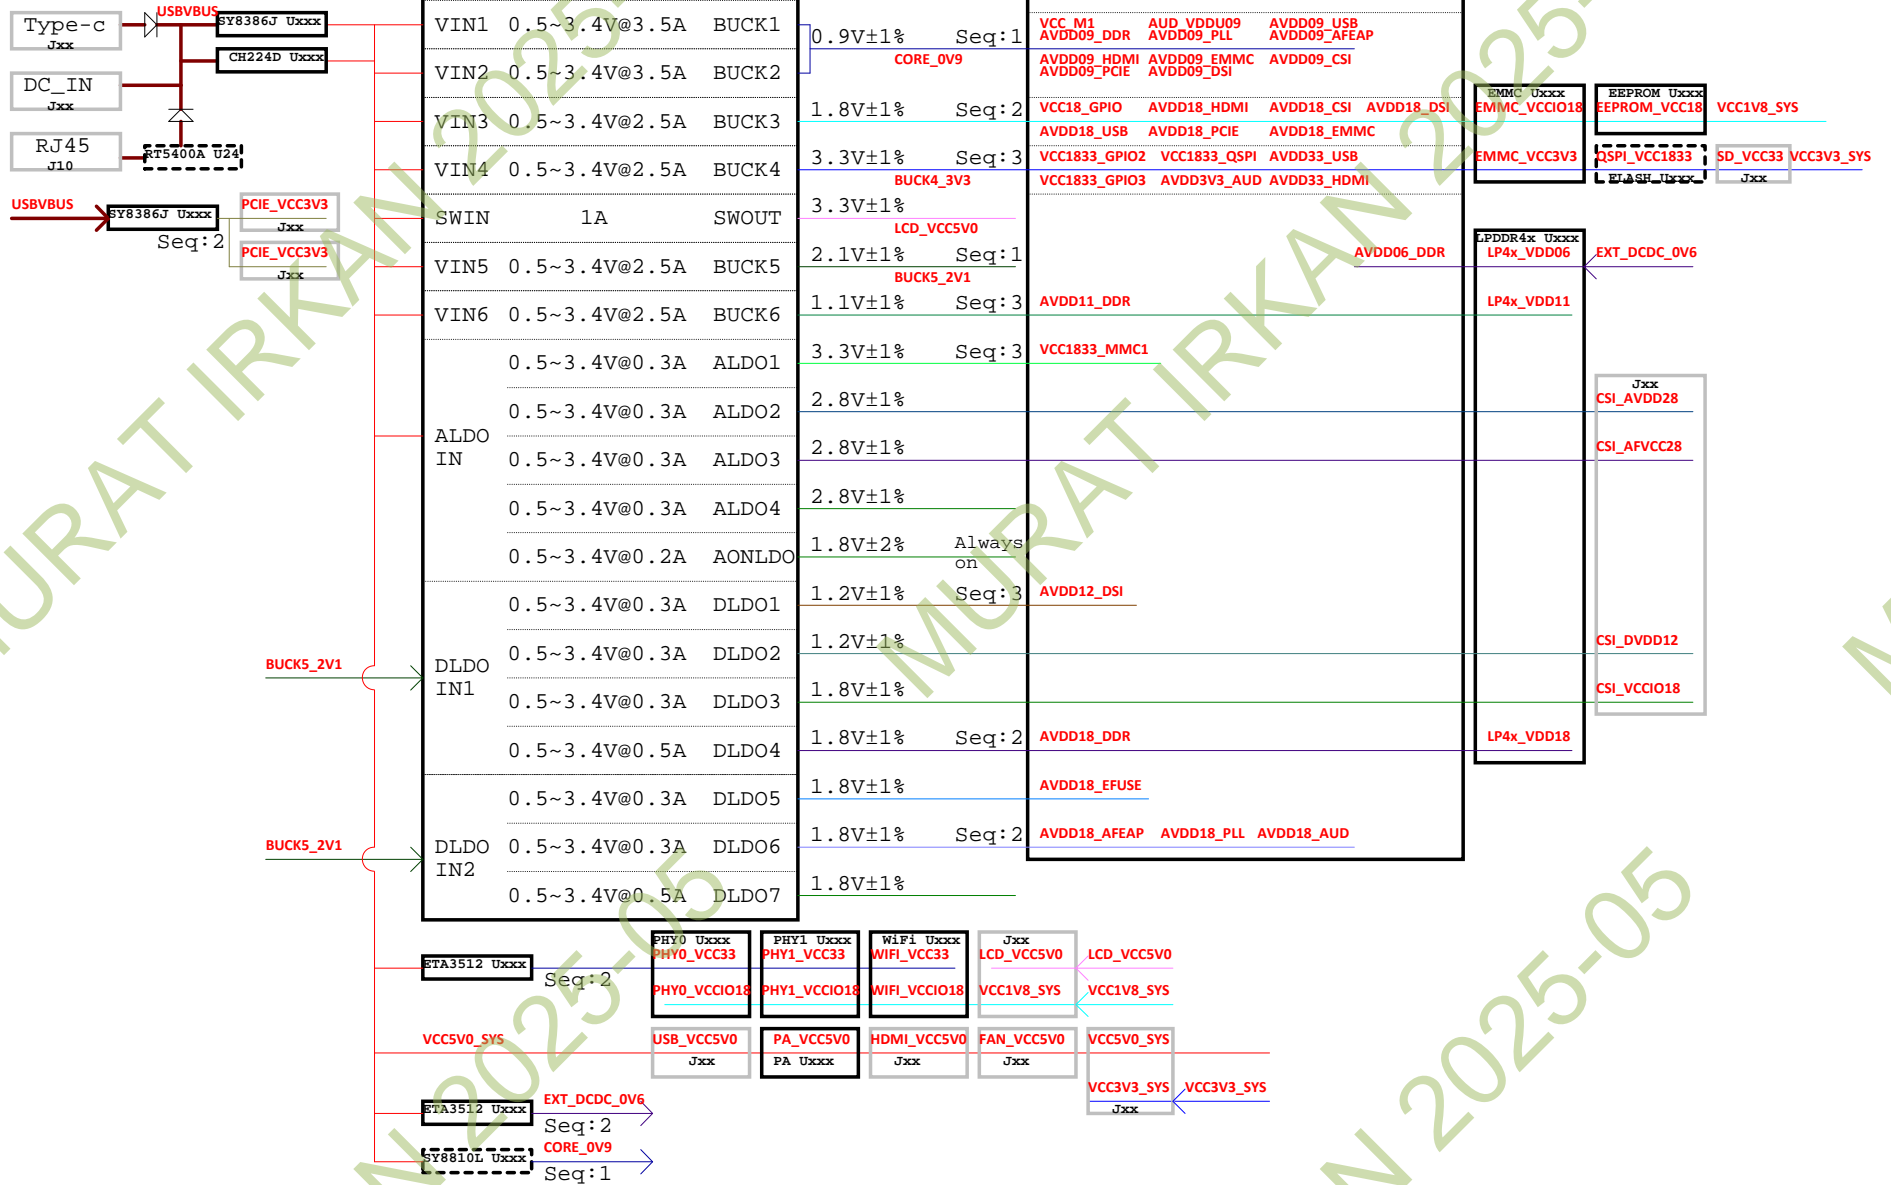 Type-c
Jxx
USBVBUS
SY8386J Uxxx
CH224D Uxxx
DC_IN
Jxx
RJ45
J10
RT5400A U24
USBVBUS
SY8386J Uxxx
Seq:2
PCIE_VCC3V3
Jxx
PCIE_VCC3V3
Jxx
VIN1 0.5~3.4V@3.5A BUCK1
0.9V±1% Seq:1
CORE_0V9
VIN2 0.5~3.4V@3.5A BUCK2
VCC_M1 AUD_VDDU09 AVDD09_USB
AVDD09_DDR AVDD09_PLL AVDD09_AFEAP
AVDD09_HDMI AVDD09_EMMC AVDD09_CSI
AVDD09_PCIE AVDD09_DSI
VIN3 0.5~3.4V@2.5A BUCK3
1.8V±1% Seq:2
VCC18_GPIO AVDD18_HDMI AVDD18_CSI AVDD18_DSI
AVDD18_USB AVDD18_PCIE AVDD18_EMMC
EMMC Uxxx
EMMC_VCCIO18
EEPROM Uxxx
EEPROM_VCC18
VCC1V8_SYS
VIN4 0.5~3.4V@2.5A BUCK4
3.3V±1% Seq:3
BUCK4_3V3
VCC1833_GPIO2 VCC1833_QSPI AVDD33_USB
VCC1833_GPIO3 AVDD3V3_AUD AVDD33_HDMI
EMMC_VCC3V3
QSPI_VCC1833
FLASH Uxxx
SD_VCC33
Jxx
VCC3V3_SYS
SWIN 1A SWOUT
3.3V±1%
LCD_VCC5V0
VIN5 0.5~3.4V@2.5A BUCK5
2.1V±1% Seq:1
BUCK5_2V1
AVDD06_DDR
LPDDR4x Uxxx
LP4x_VDD06
EXT_DCDC_0V6
VIN6 0.5~3.4V@2.5A BUCK6
1.1V±1% Seq:3
AVDD11_DDR
LP4x_VDD11
ALDO
IN
0.5~3.4V@0.3A ALDO1
3.3V±1% Seq:3
VCC1833_MMC1
0.5~3.4V@0.3A ALDO2
2.8V±1%
Jxx
CSI_AVDD28
0.5~3.4V@0.3A ALDO3
2.8V±1%
CSI_AFVCC28
0.5~3.4V@0.3A ALDO4
2.8V±1%
0.5~3.4V@0.2A AONLDO
1.8V±2% Always
on
BUCK5_2V1
DLDO
IN1
0.5~3.4V@0.3A DLDO1
1.2V±1% Seq:3
AVDD12_DSI
0.5~3.4V@0.3A DLDO2
1.2V±1%
CSI_DVDD12
0.5~3.4V@0.3A DLDO3
1.8V±1%
CSI_VCCIO18
0.5~3.4V@0.5A DLDO4
1.8V±1% Seq:2
AVDD18_DDR
LP4x_VDD18
BUCK5_2V1
DLDO
IN2
0.5~3.4V@0.3A DLDO5
1.8V±1%
AVDD18_EFUSE
0.5~3.4V@0.3A DLDO6
1.8V±1% Seq:2
AVDD18_AFEAP AVDD18_PLL AVDD18_AUD
0.5~3.4V@0.5A DLDO7
1.8V±1%
ETA3512 Uxxx
Seq:2
PHY0 Uxxx
PHY0_VCC33
PHY0_VCCIO18
PHY1 Uxxx
PHY1_VCC33
PHY1_VCCIO18
WiFi Uxxx
WIFI_VCC33
WIFI_VCCIO18
Jxx
LCD_VCC5V0
VCC1V8_SYS
LCD_VCC5V0
VCC1V8_SYS
VCC5V0_SYS
USB_VCC5V0
Jxx
PA_VCC5V0
PA Uxxx
HDMI_VCC5V0
Jxx
FAN_VCC5V0
Jxx
VCC5V0_SYS
VCC3V3_SYS
Jxx
VCC3V3_SYS
ETA3512 Uxxx
EXT_DCDC_0V6
Seq:2
SY8810L Uxxx
CORE_0V9
Seq:1
MURAT IRKAN 2025-
MURAT IRKAN 2025-
N 2025-05
N 2025-05
M